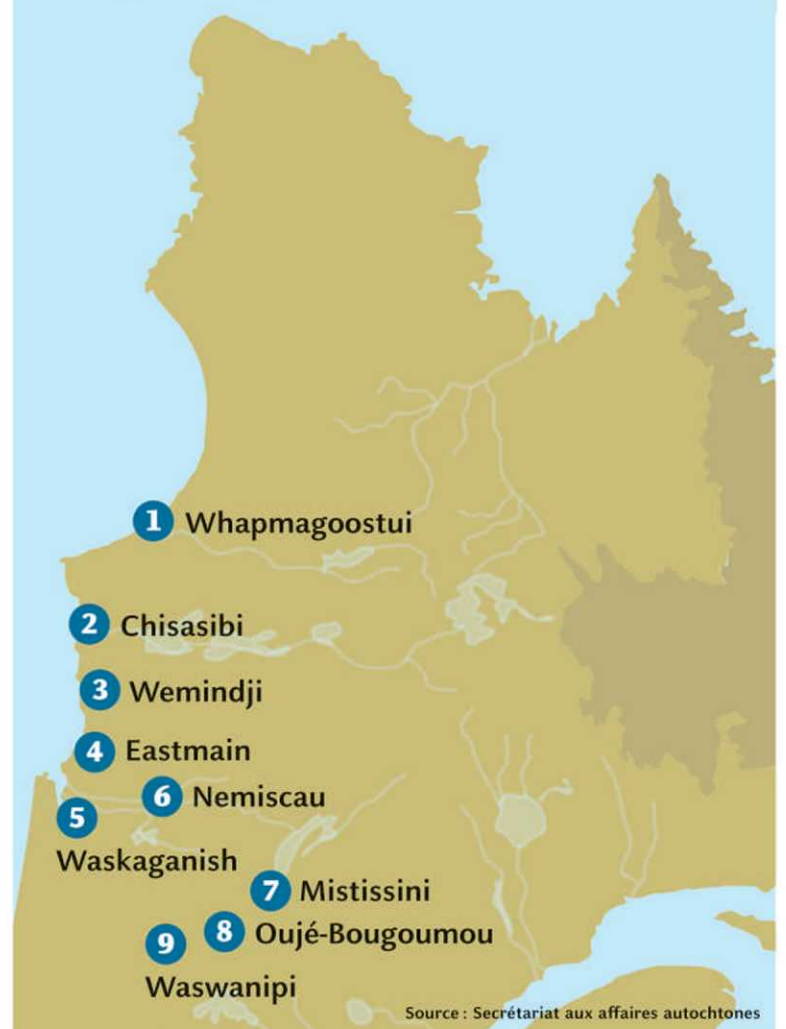 1 Whapmagoostui
2 Chisasibi
3 Wemindji
4 Eastmain
6 Nemiscau
5
Waskaganish
7 Mistissini
8 Oujé-Bougoumou
9
Waswanipi
Source : Secrétariat aux affaires autochtones